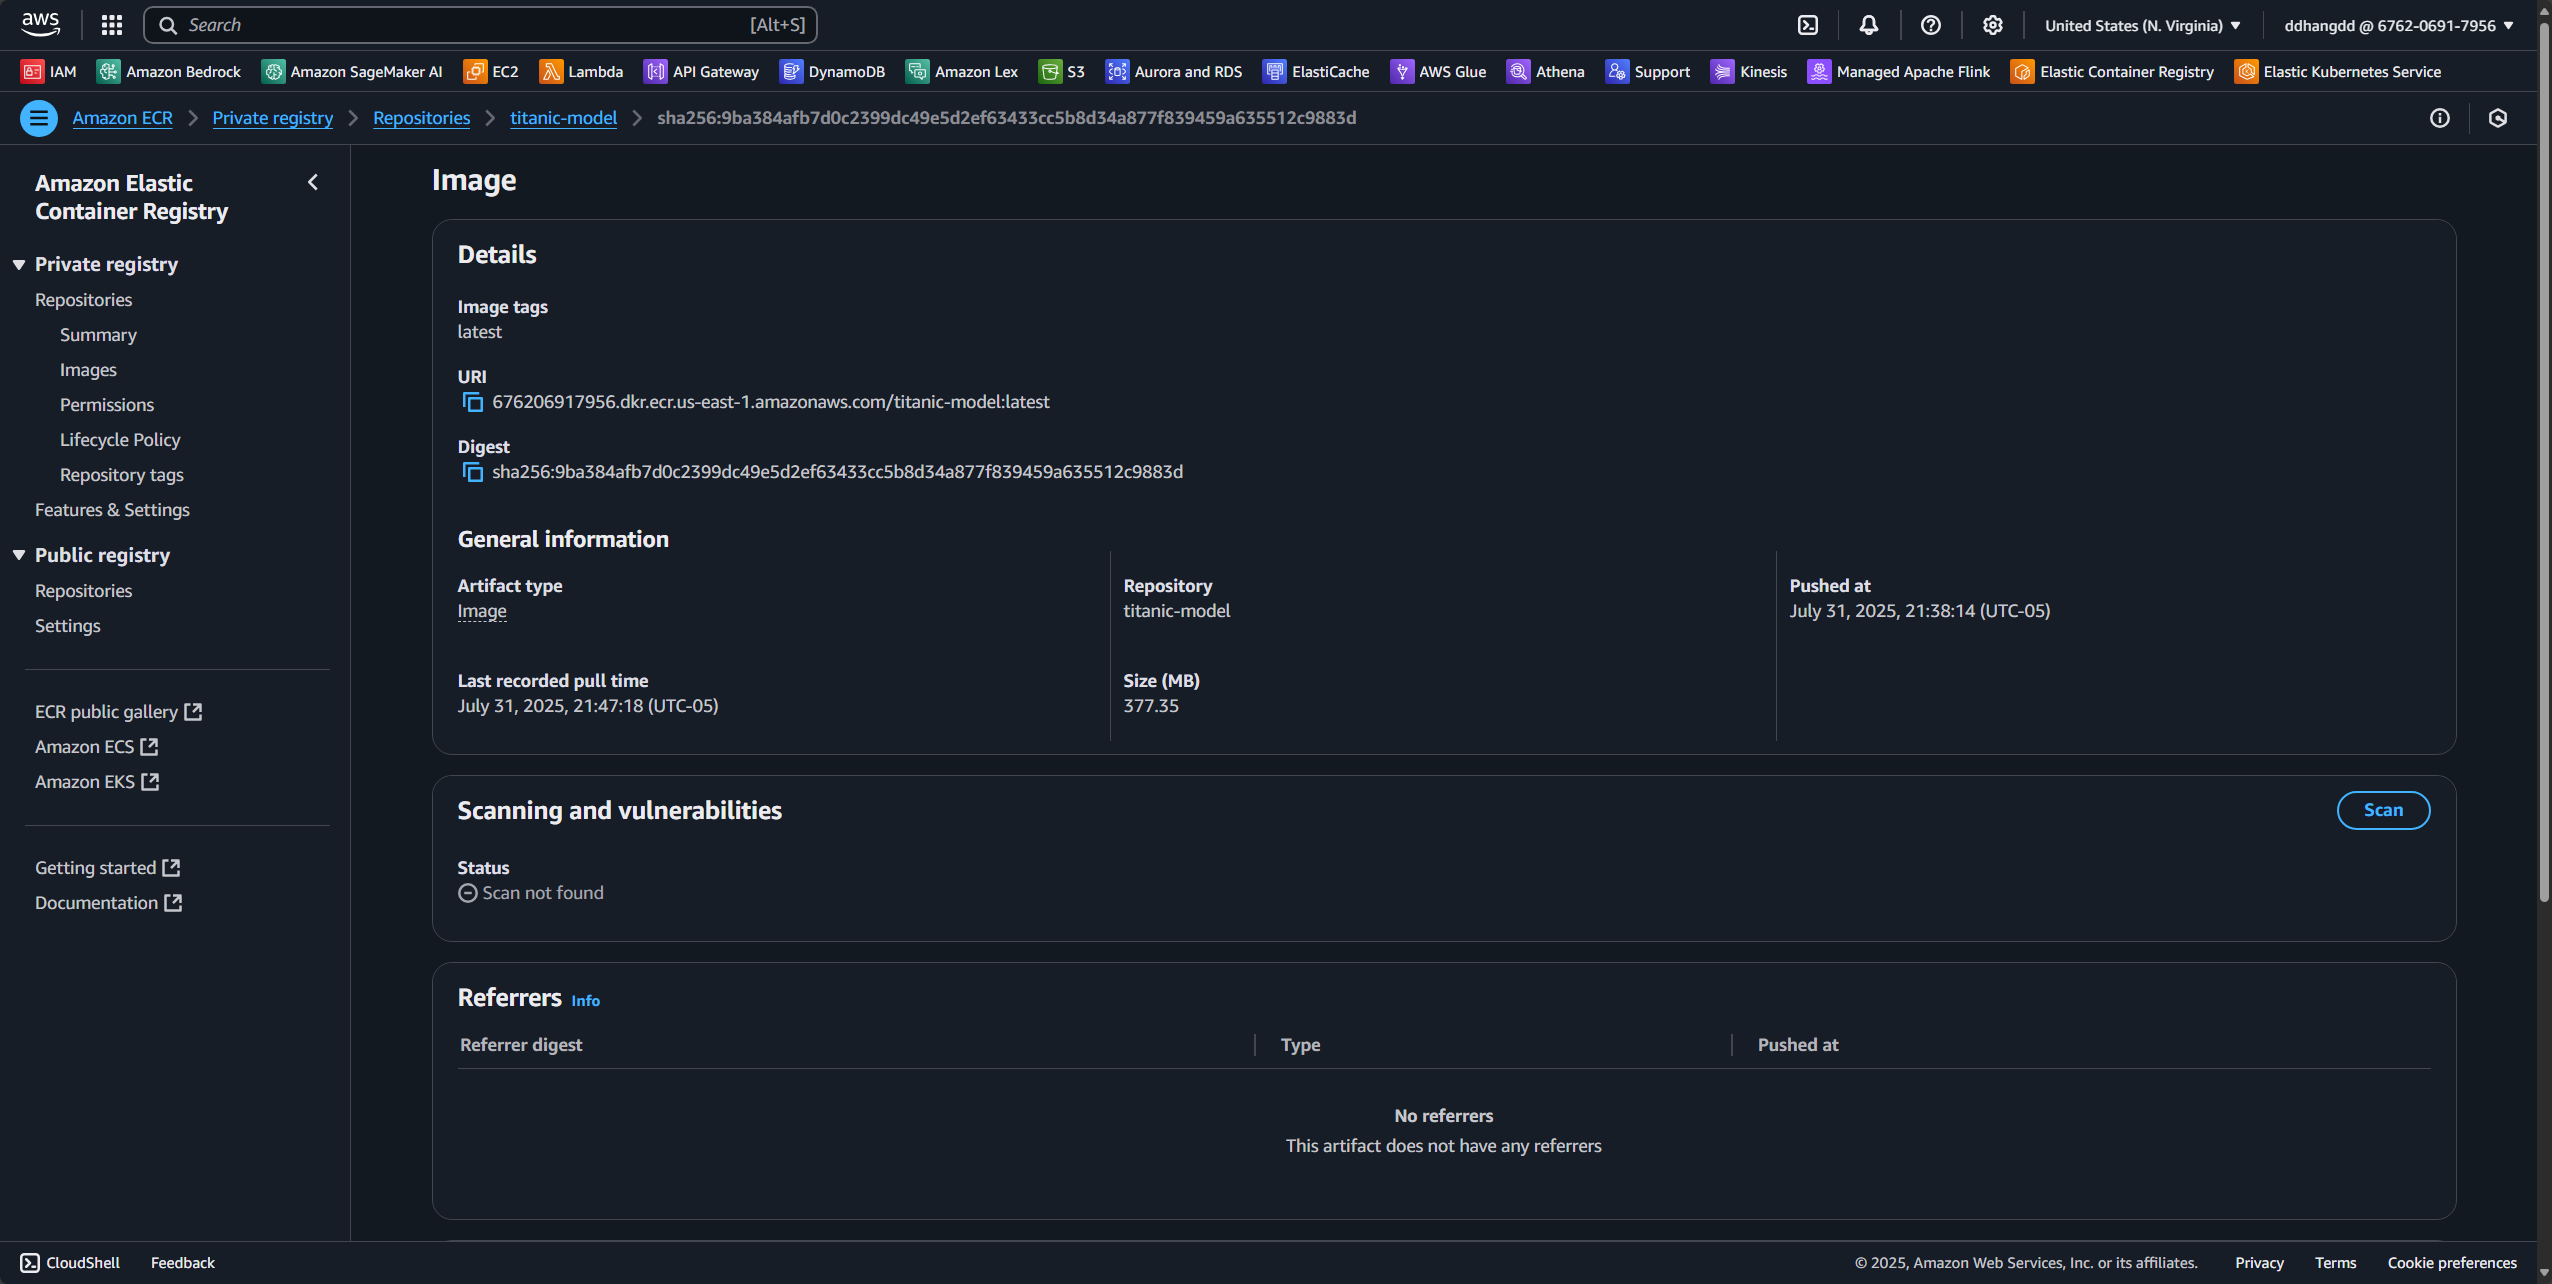 aws
Search [Alt+S]
United States (N. Virginia)
ddhangdd @ 6762-0691-7956
IAM
Amazon Bedrock
Amazon SageMaker AI
EC2
Lambda
API Gateway
DynamoDB
Amazon Lex
S3
Aurora and RDS
ElastiCache
AWS Glue
Athena
Support
Kinesis
Managed Apache Flink
Elastic Container Registry
Elastic Kubernetes Service
Amazon ECR
Private registry
Repositories
titanic-model
sha256:9ba384afb7d0c2399dc49e5d2ef63433cc5b8d34a877f839459a635512c9883d
Amazon Elastic
Container Registry
Private registry
Repositories
Summary
Images
Permissions
Lifecycle Policy
Repository tags
Features & Settings
Public registry
Repositories
Settings
ECR public gallery
Amazon ECS
Amazon EKS
Getting started
Documentation
Image
Details
Image tags
latest
URI
676206917956.dkr.ecr.us-east-1.amazonaws.com/titanic-model:latest
Digest
sha256:9ba384afb7d0c2399dc49e5d2ef63433cc5b8d34a877f839459a635512c9883d
General information
Artifact type
Image
Repository
titanic-model
Pushed at
July 31, 2025, 21:38:14 (UTC-05)
Last recorded pull time
July 31, 2025, 21:47:18 (UTC-05)
Size (MB)
377.35
Scanning and vulnerabilities
Scan
Status
Scan not found
Referrers Info
Referrer digest
Type
Pushed at
No referrers
This artifact does not have any referrers
CloudShell
Feedback
© 2025, Amazon Web Services, Inc. or its affiliates.
Privacy
Terms
Cookie preferences